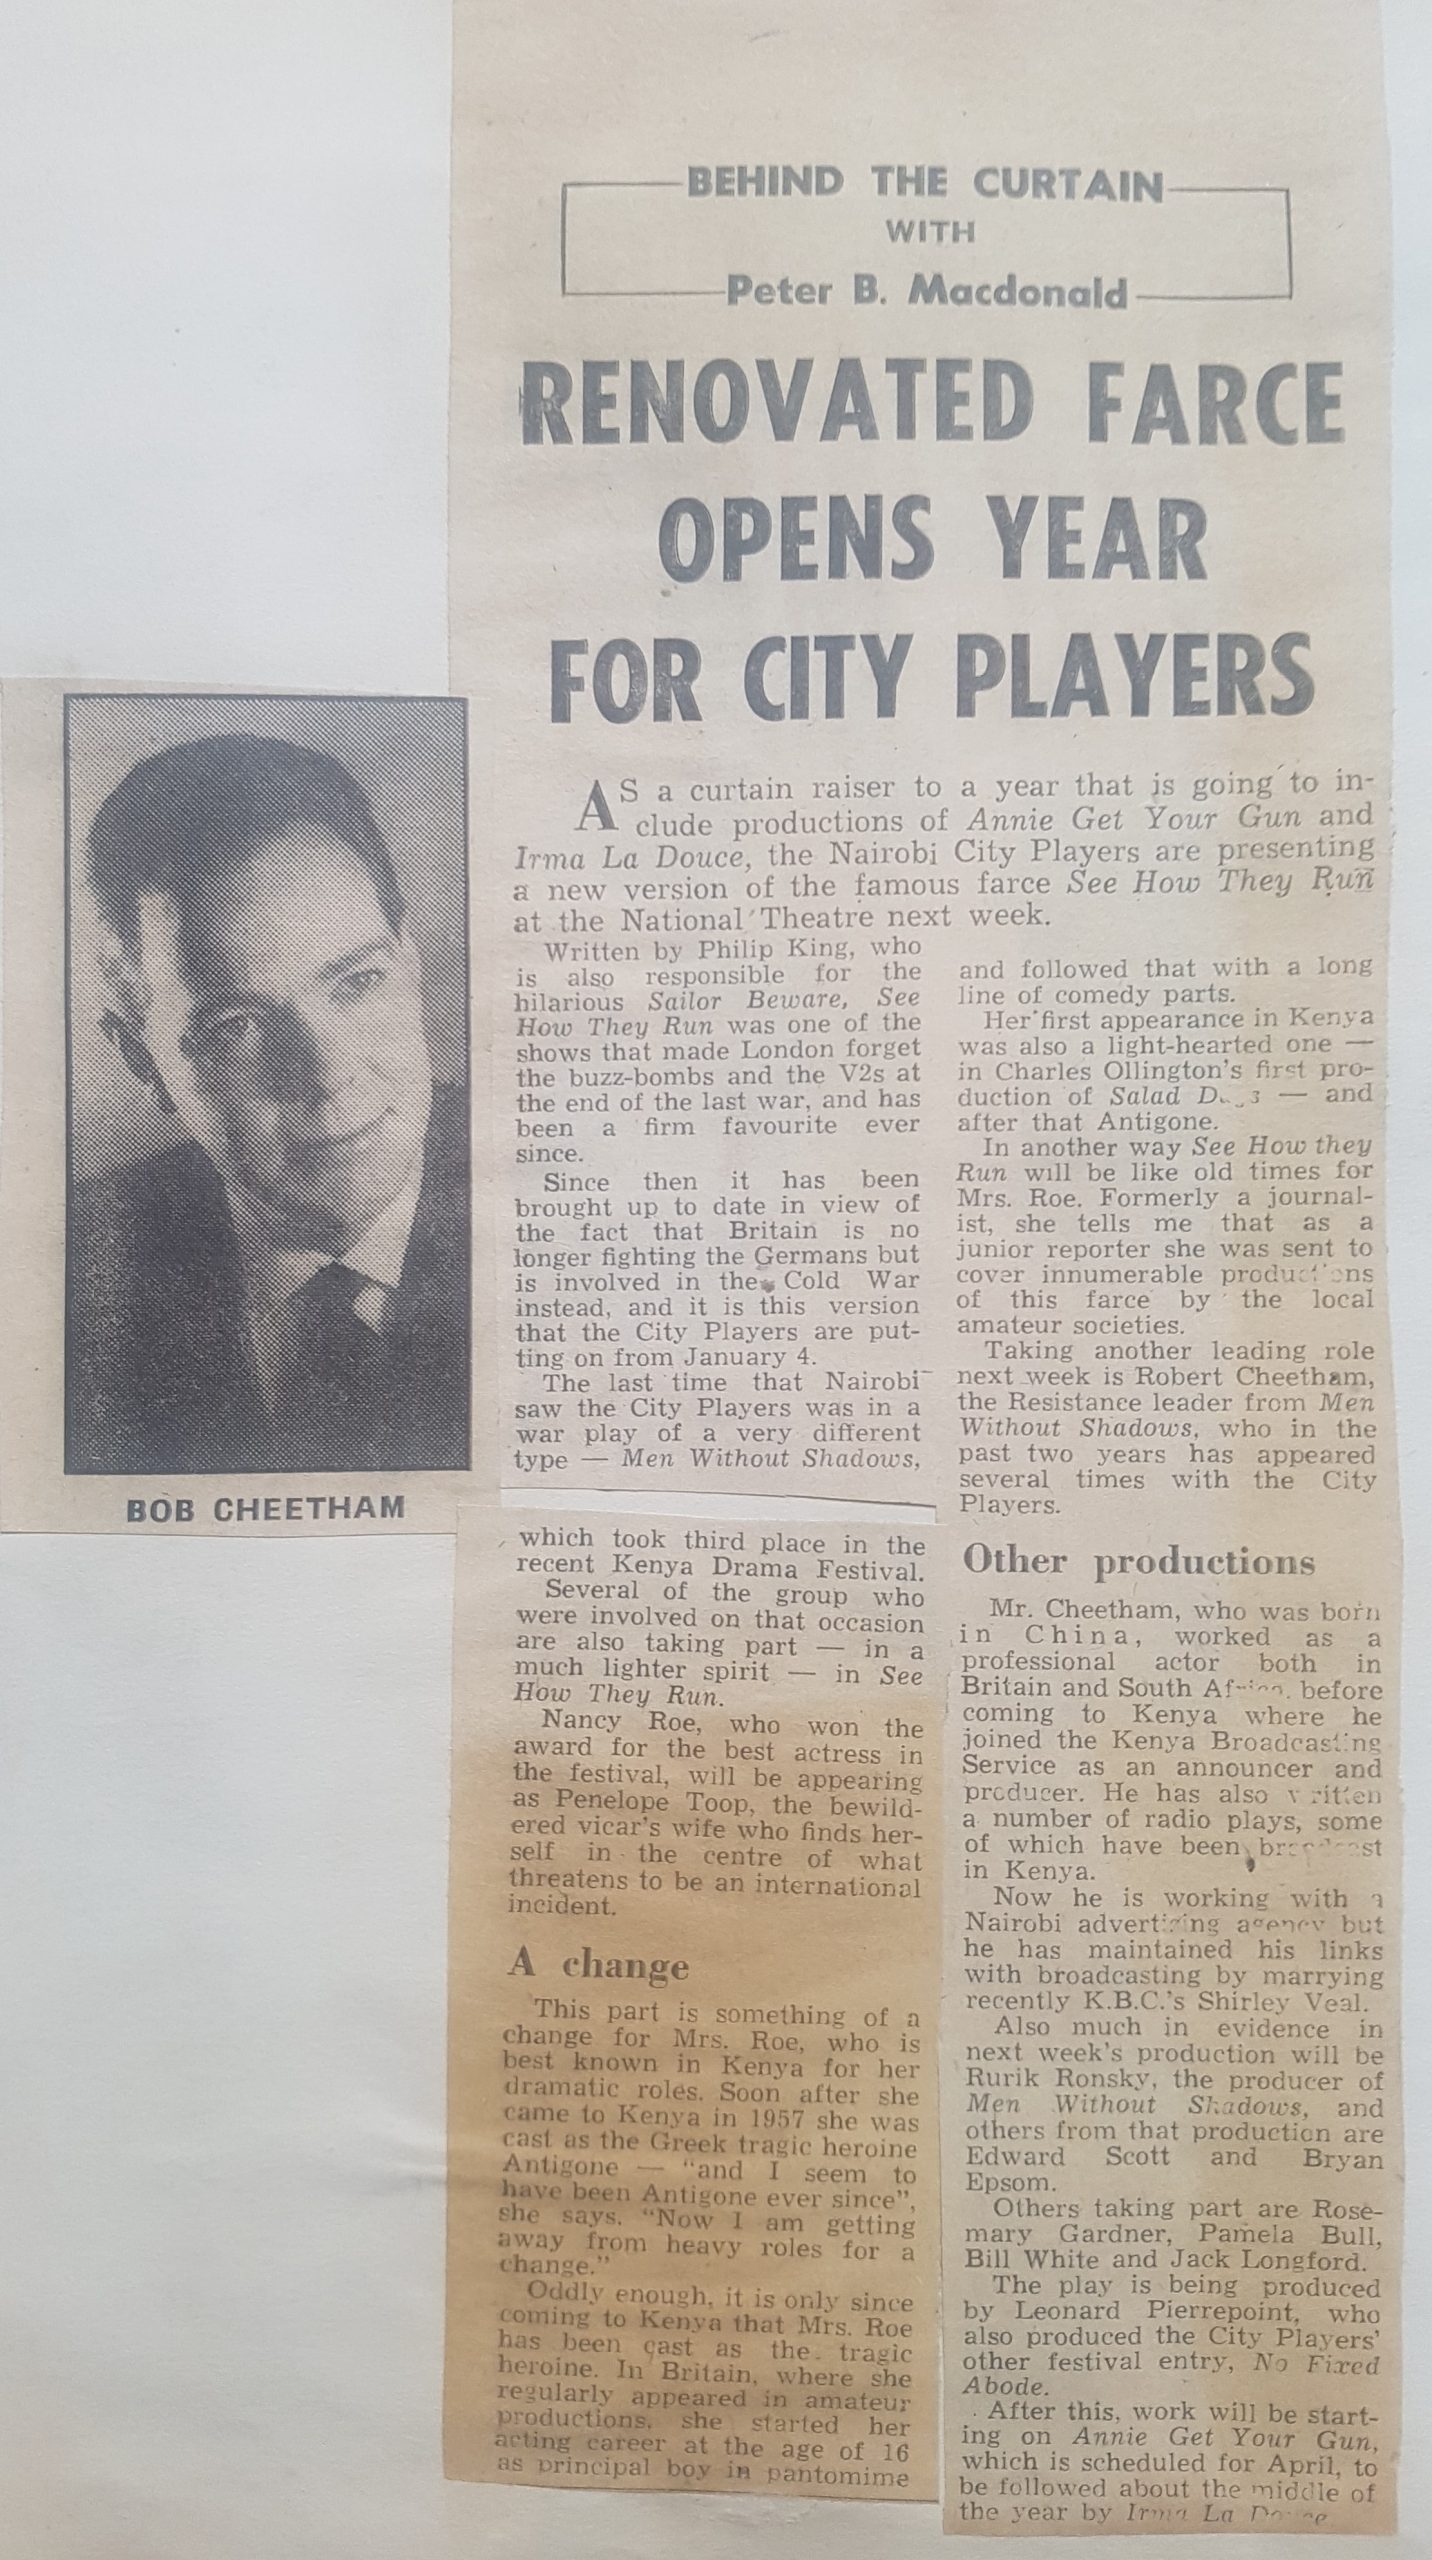 BEHIND THE CURTAIN
WITH
Peter B. Macdonald
RENOVATED FARCE
OPENS YEAR
FOR CITY PLAYERS
AS a curtain raiser to a year that is going to in-
clude productions of Annie Get Your Gun and
Irma La Douce, the Nairobi City Players are presenting
a new version of the famous farce See How They Run
at the National Theatre next week.
Written by Philip King, who
is also responsible for the
hilarious Sailor Beware, See
How They Run was one of the
shows that made London forget
the buzz-bombs and the V2s at
the end of the last war, and has
been a firm favourite ever
since.
Since then it has been
brought up to date in view of
the fact that Britain is no
longer fighting the Germans but
is involved in the Cold War
instead, and it is this version
that the City Players are put-
ting on from January 4.
The last time that Nairobi
saw the City Players was in a
war play of a very different
type — Men Without Shadows,
which took third place in the
recent Kenya Drama Festival.
Several of the group who
were involved on that occasion
are also taking part — in a
much lighter spirit — in See
How They Run.
Nancy Roe, who won the
award for the best actress in
the festival, will be appearing
as Penelope Toop, the bewild-
ered vicar's wife who finds her-
self in the centre of what
threatens to be an international
incident.
A change
This part is something of a
change for Mrs. Roe, who is
best known in Kenya for her
dramatic roles. Soon after she
came to Kenya in 1957 she was
cast as the Greek tragic heroine
Antigone — "and I seem to
have been Antigone ever since",
she says. "Now I am getting
away from heavy roles for a
change."
Oddly enough, it is only since
coming to Kenya that Mrs. Roe
has been cast as the tragic
heroine. In Britain, where she
regularly appeared in amateur
productions, she started her
acting career at the age of 16
as principal boy in pantomime
and followed that with a long
line of comedy parts.
Her first appearance in Kenya
was also a light-hearted one —
in Charles Ollington's first pro-
duction of Salad Days — and
after that Antigone.
In another way See How they
Run will be like old times for
Mrs. Roe. Formerly a journal-
ist, she tells me that as a
junior reporter she was sent to
cover innumerable productions
of this farce by the local
amateur societies.
Taking another leading role
next week is Robert Cheetham,
the Resistance leader from Men
Without Shadows, who in the
past two years has appeared
several times with the City
Players.
Other productions
Mr. Cheetham, who was born
in China, worked as a
professional actor both in
Britain and South Africa, before
coming to Kenya where he
joined the Kenya Broadcasting
Service as an announcer and
producer. He has also written
a number of radio plays, some
of which have been broadcast
in Kenya.
Now he is working with a
Nairobi advertizing agency but
he has maintained his links
with broadcasting by marrying
recently K.B.C.'s Shirley Veal.
Also much in evidence in
next week's production will be
Rurik Ronsky, the producer of
Men Without Shadows, and
others from that production are
Edward Scott and Bryan
Epsom.
Others taking part are Rose-
mary Gardner, Pamela Bull,
Bill White and Jack Longford.
The play is being produced
by Leonard Pierrepoint, who
also produced the City Players'
other festival entry, No Fixed
Abode.
After this, work will be start-
ing on Annie Get Your Gun,
which is scheduled for April, to
be followed about the middle of
the year by Irma La Douce.
BOB CHEETHAM